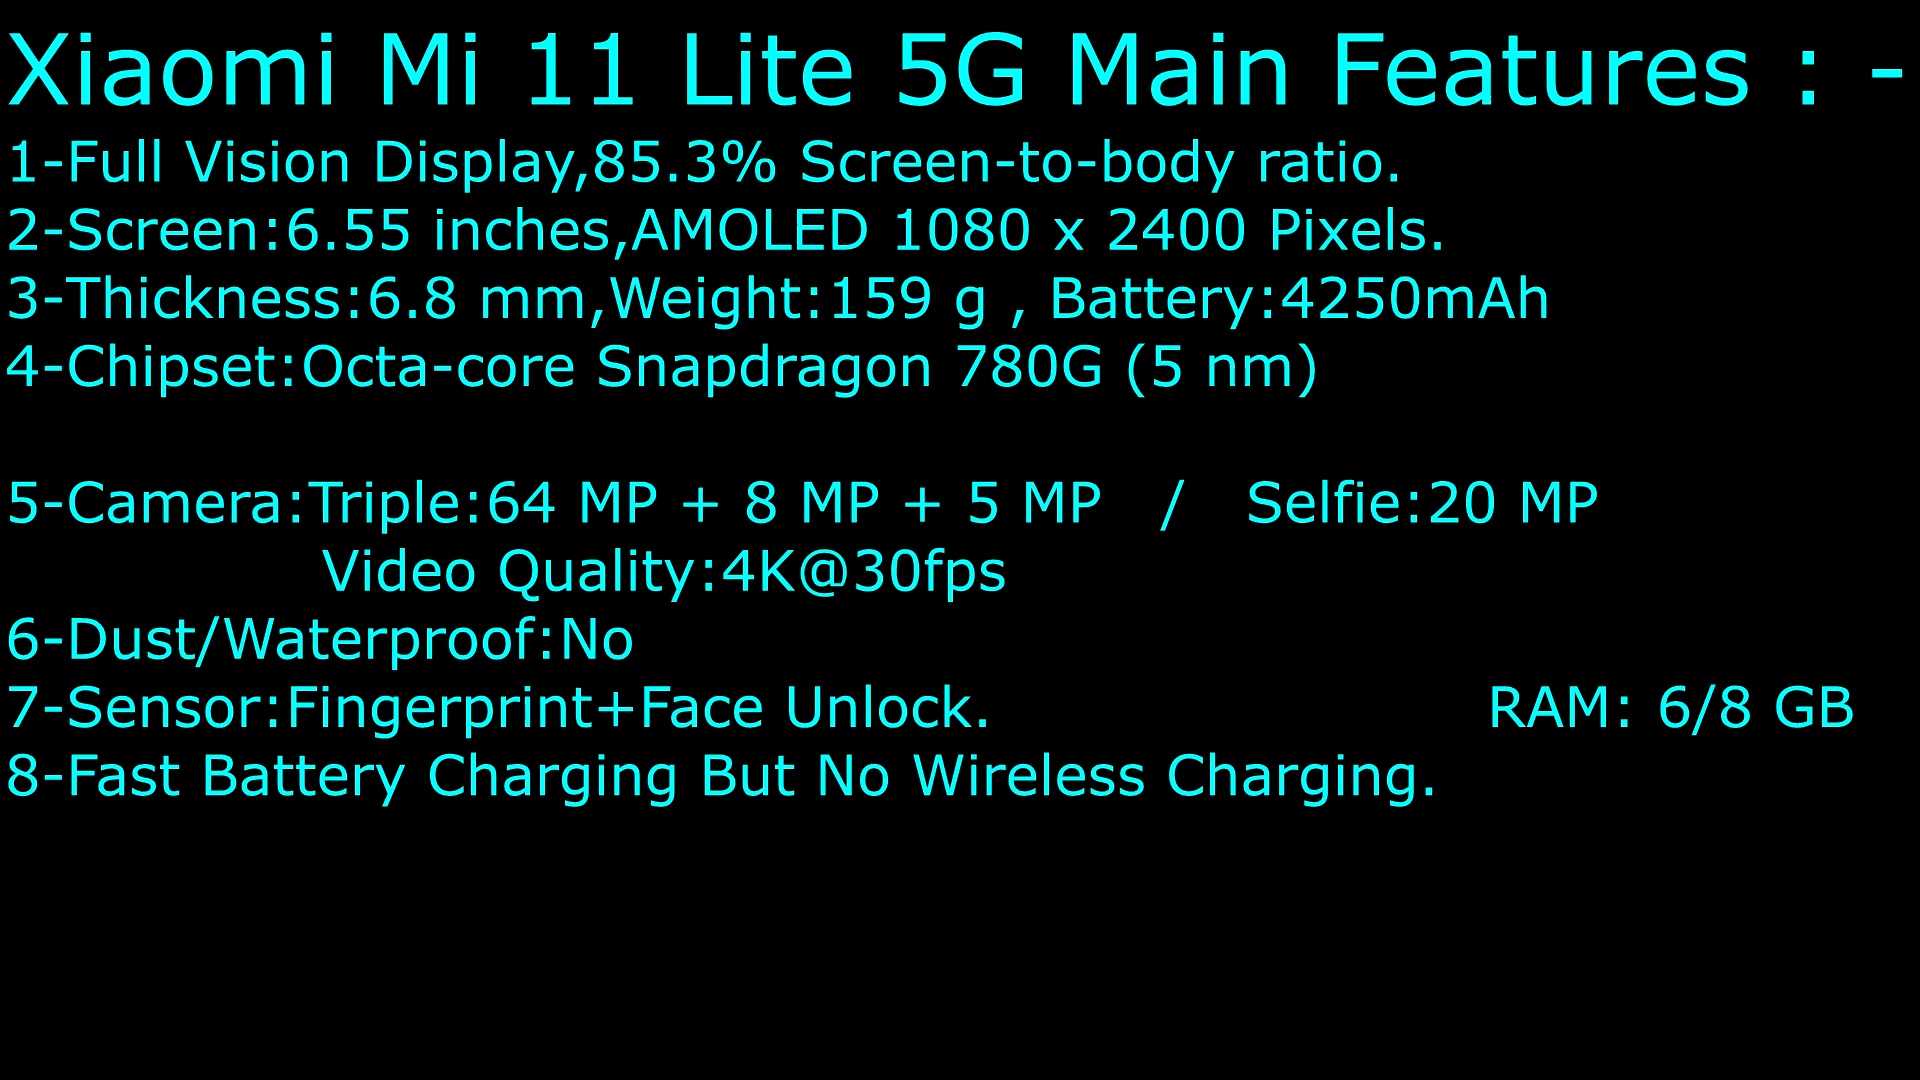 Xiaomi Mi 11 Lite 5G Main Features : -
1-Full Vision Display,85.3% Screen-to-body ratio.
2-Screen:6.55 inches,AMOLED 1080 x 2400 Pixels.
3-Thickness:6.8 mm,Weight:159 g , Battery:4250mAh
4-Chipset:Octa-core Snapdragon 780G (5 nm)
5-Camera:Triple:64 MP + 8 MP + 5 MP / Selfie:20 MP
Video Quality:4K@30fps
6-Dust/Waterproof:No
7-Sensor:Fingerprint+Face Unlock. RAM: 6/8 GB
8-Fast Battery Charging But No Wireless Charging.